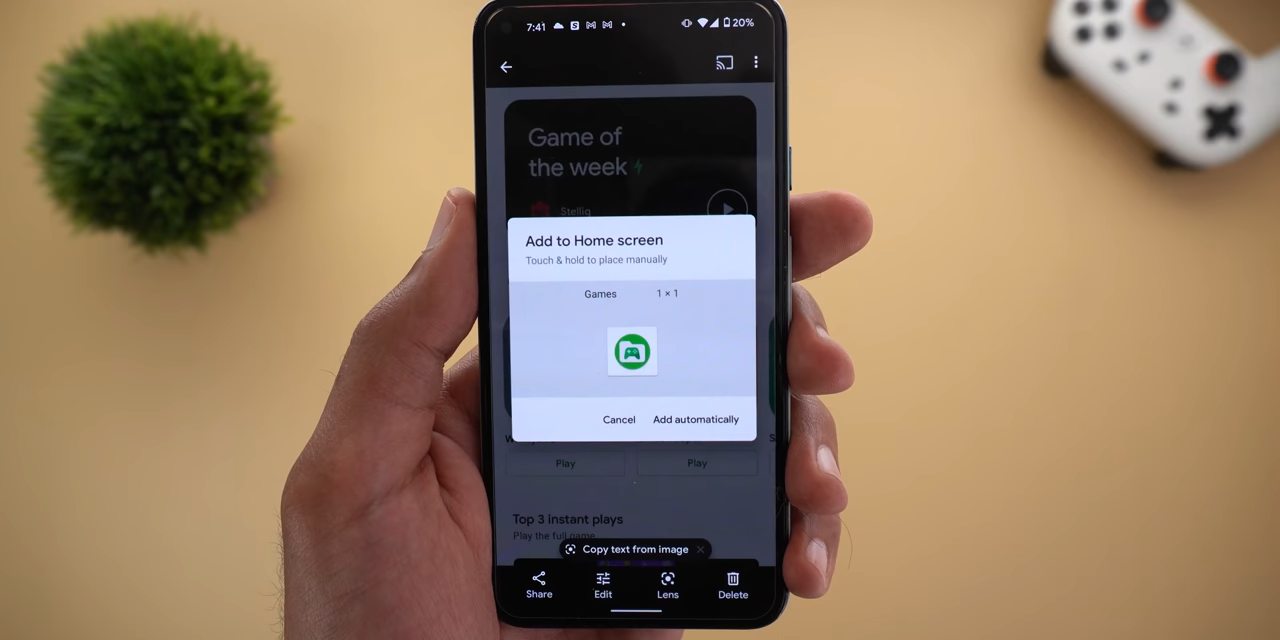 7:41
20%
Game of
the week
Stelliq
Add to Home screen
Touch & hold to place manually
Games 1 × 1
Cancel Add automatically
Play Play
Top 3 instant plays
Play the full game
Copy text from image
Share Edit Lens Delete